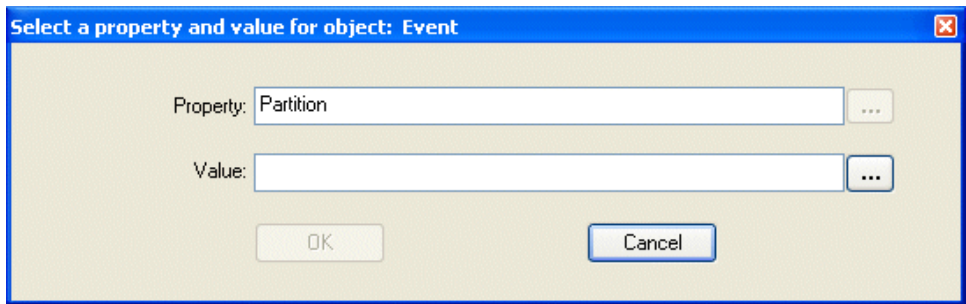 Select a property and value for object: Event
Property: Partition ...
Value: ...
OK Cancel